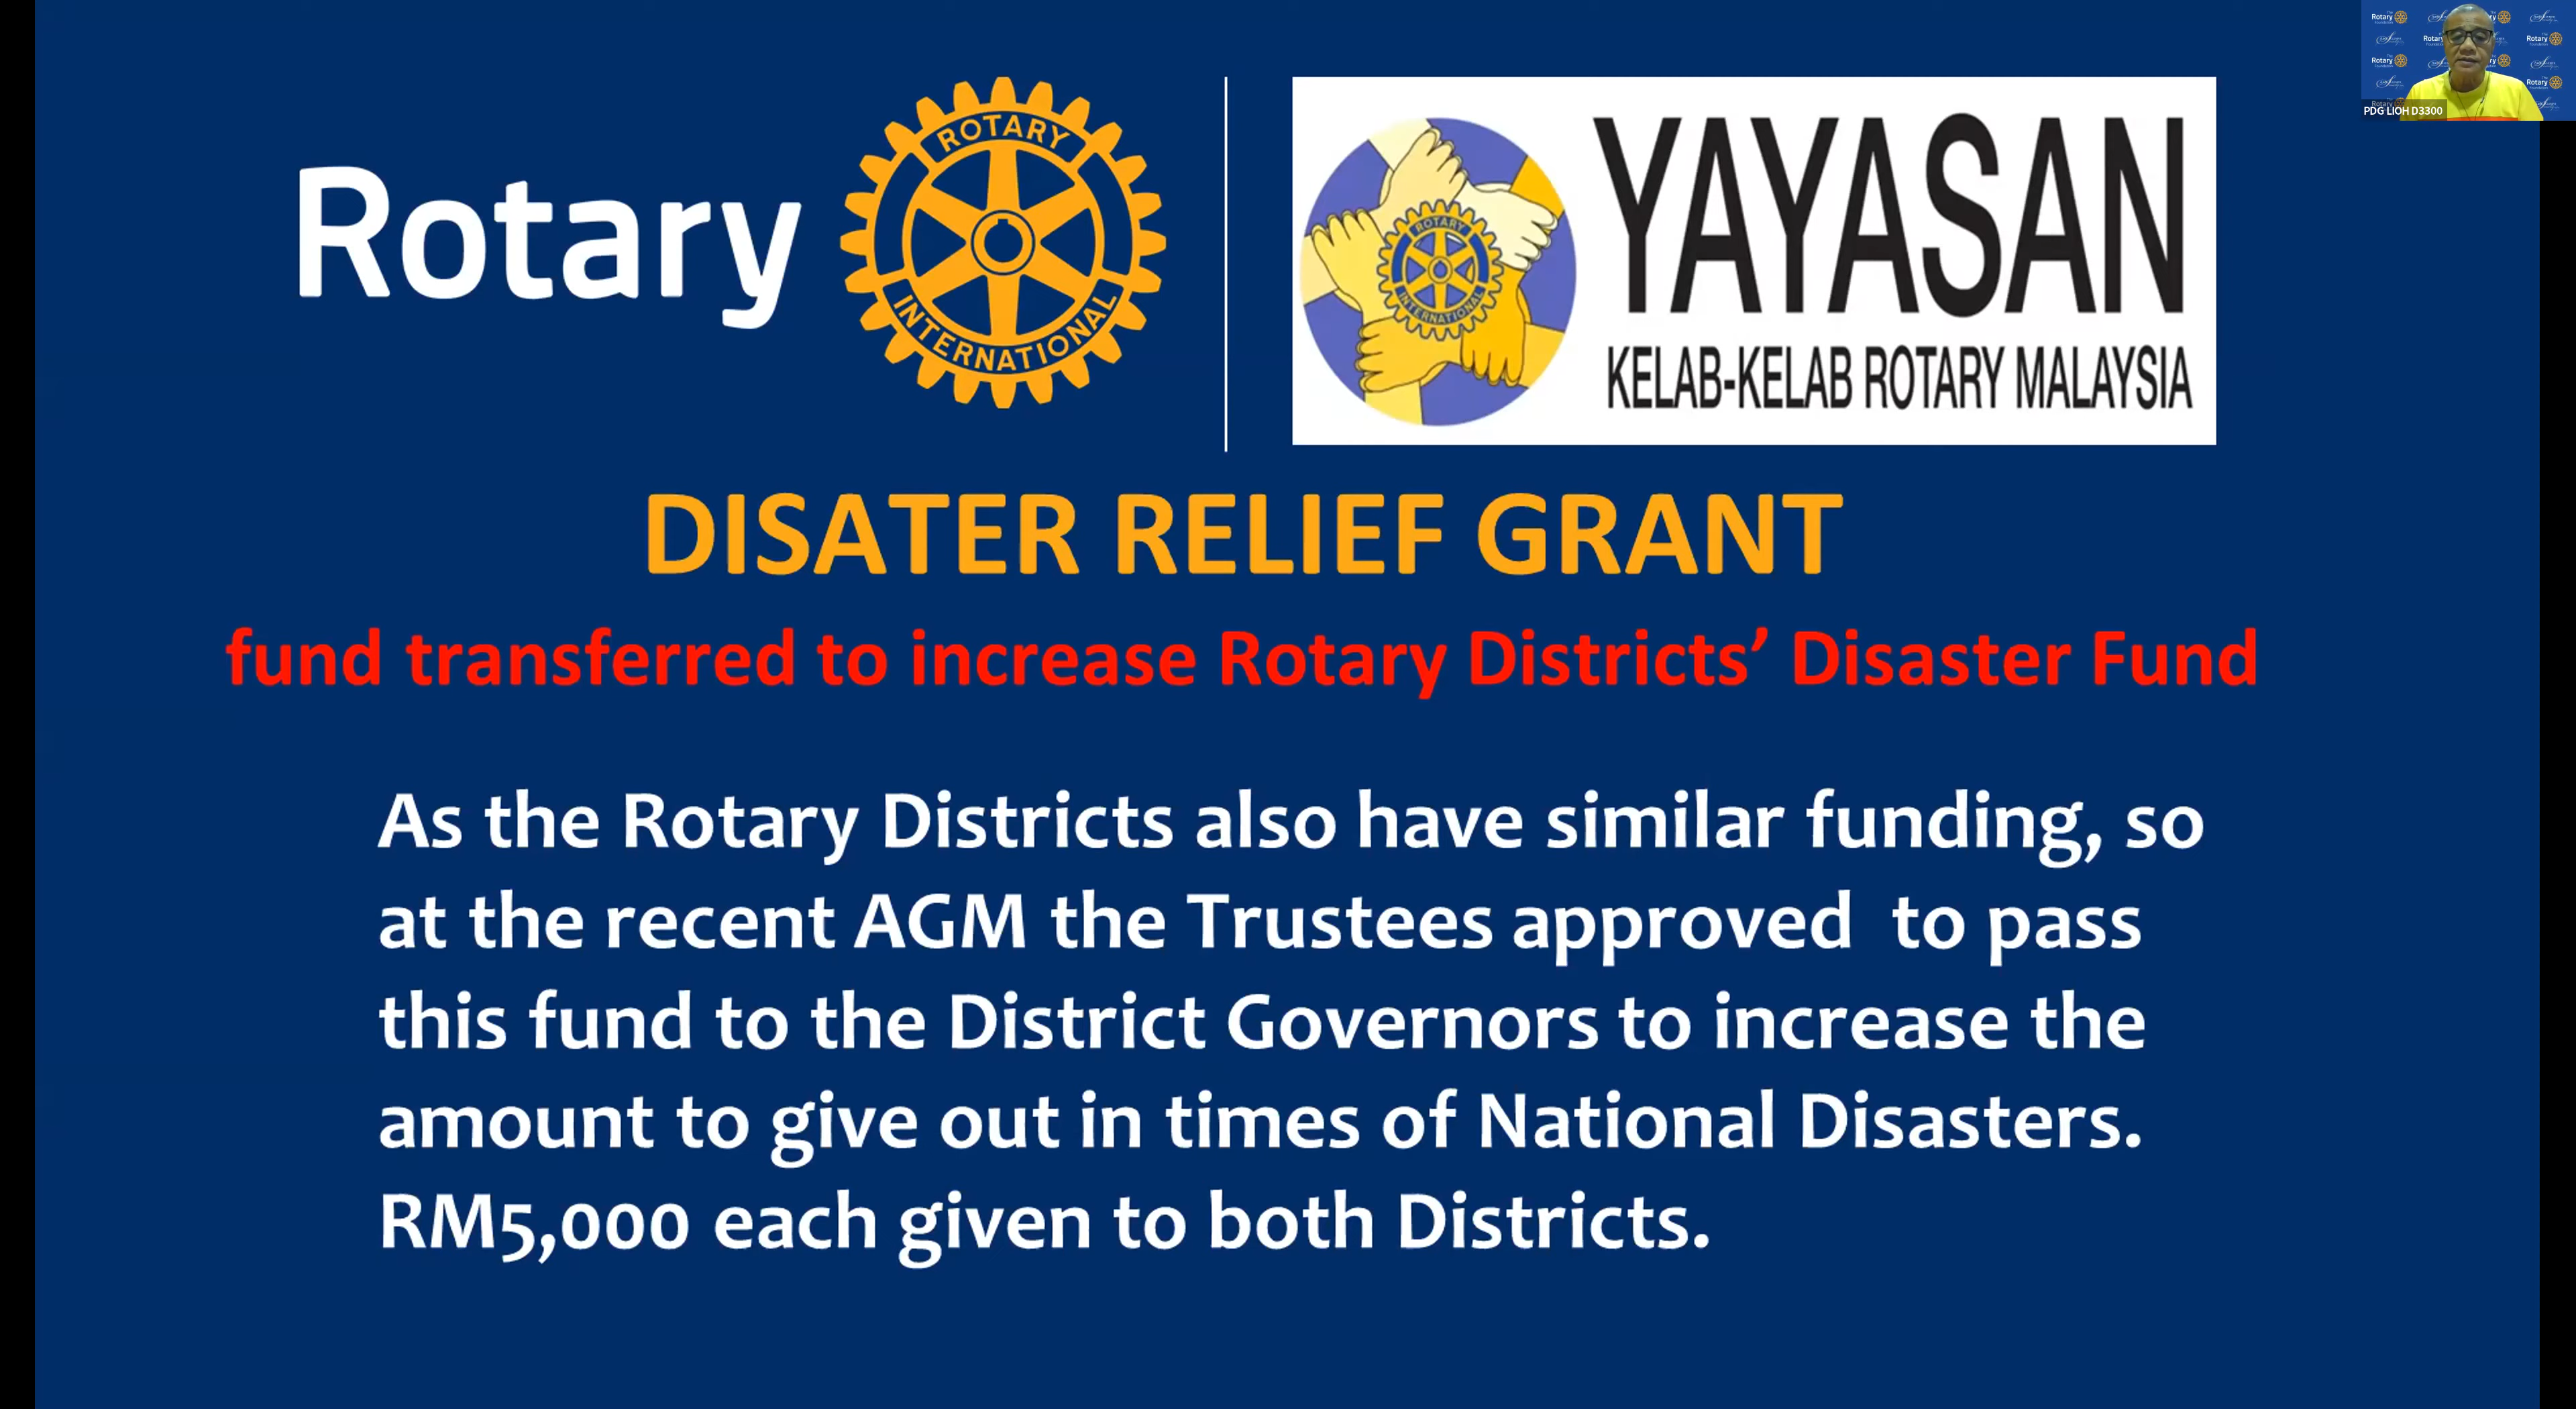 Rotary
ROTARY
INTERNATIONAL
ROTARY
INTERNATIONAL
YAYASAN
KELAB-KELAB ROTARY MALAYSIA
PDG LIOH D3300
DISATER RELIEF GRANT
fund transferred to increase Rotary Districts’ Disaster Fund
As the Rotary Districts also have similar funding, so
at the recent AGM the Trustees approved  to pass
this fund to the District Governors to increase the
amount to give out in times of National Disasters.
RM5,000 each given to both Districts.